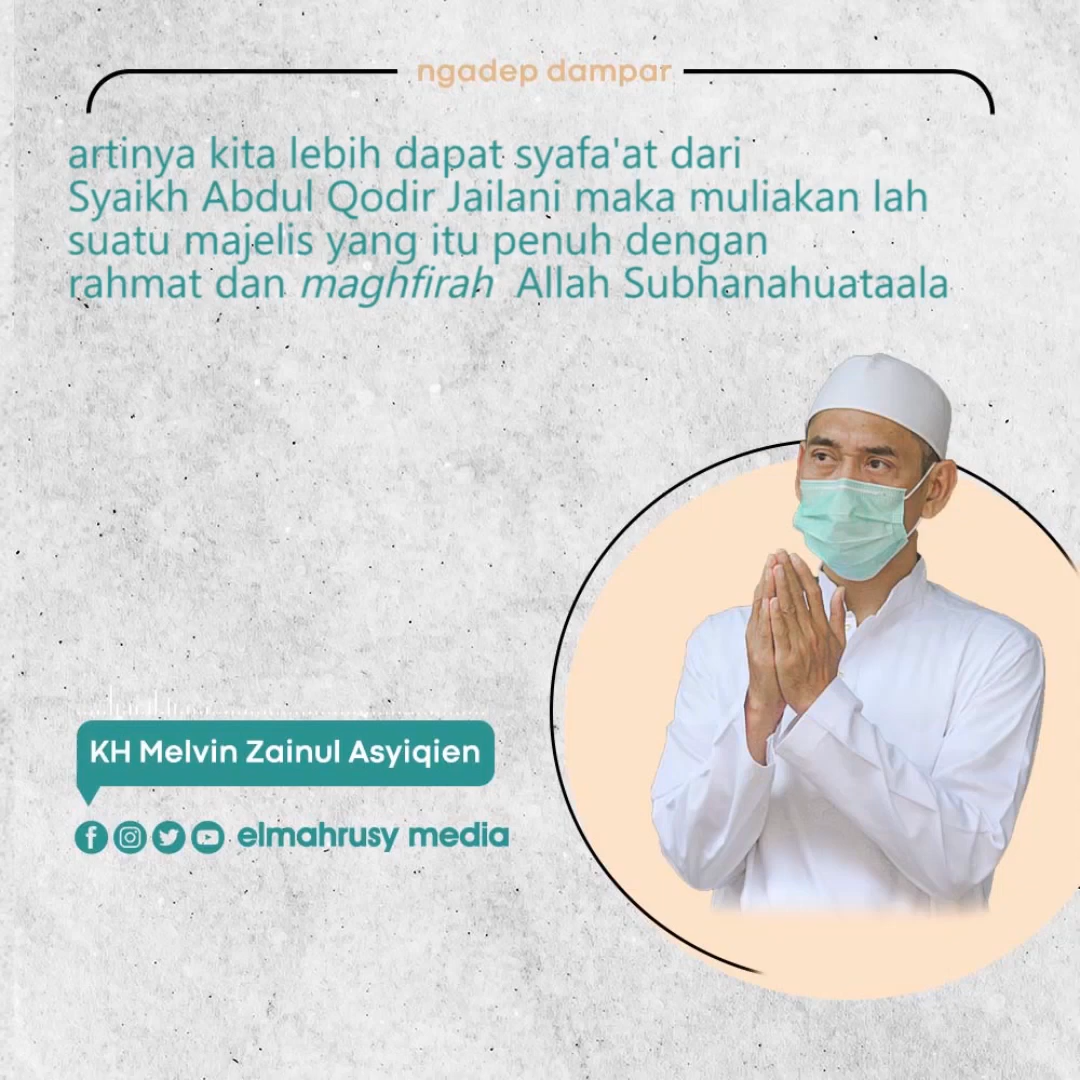 ngadep dampar
artinya kita lebih dapat syafa'at dari
Syaikh Abdul Qodir Jailani maka muliakan lah
suatu majelis yang itu penuh dengan
rahmat dan maghfirah Allah Subhanahuataala
KH Melvin Zainul Asyiqien
elmahrusy media